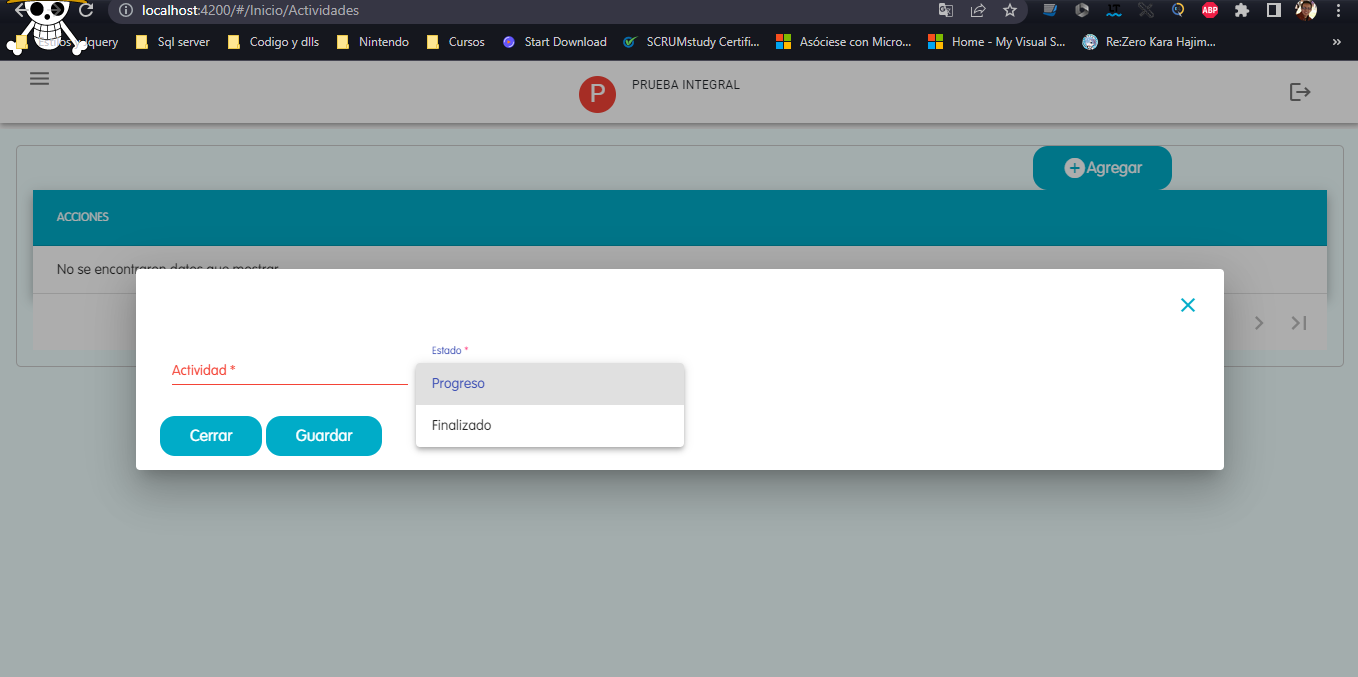 localhost:4200/#/Inicio/Actividades
ABP
Jquery
Sql server
Codigo y dlls
Nintendo
Cursos
Start Download
SCRUMstudy Certifi...
Asóciese con Micro...
Home - My Visual S...
Re:Zero Kara Hajim...
»
P
PRUEBA INTEGRAL
Agregar
ACCIONES
No se encontraron datos que mostrar
Estado *
Actividad *
Progreso
Finalizado
Cerrar
Guardar